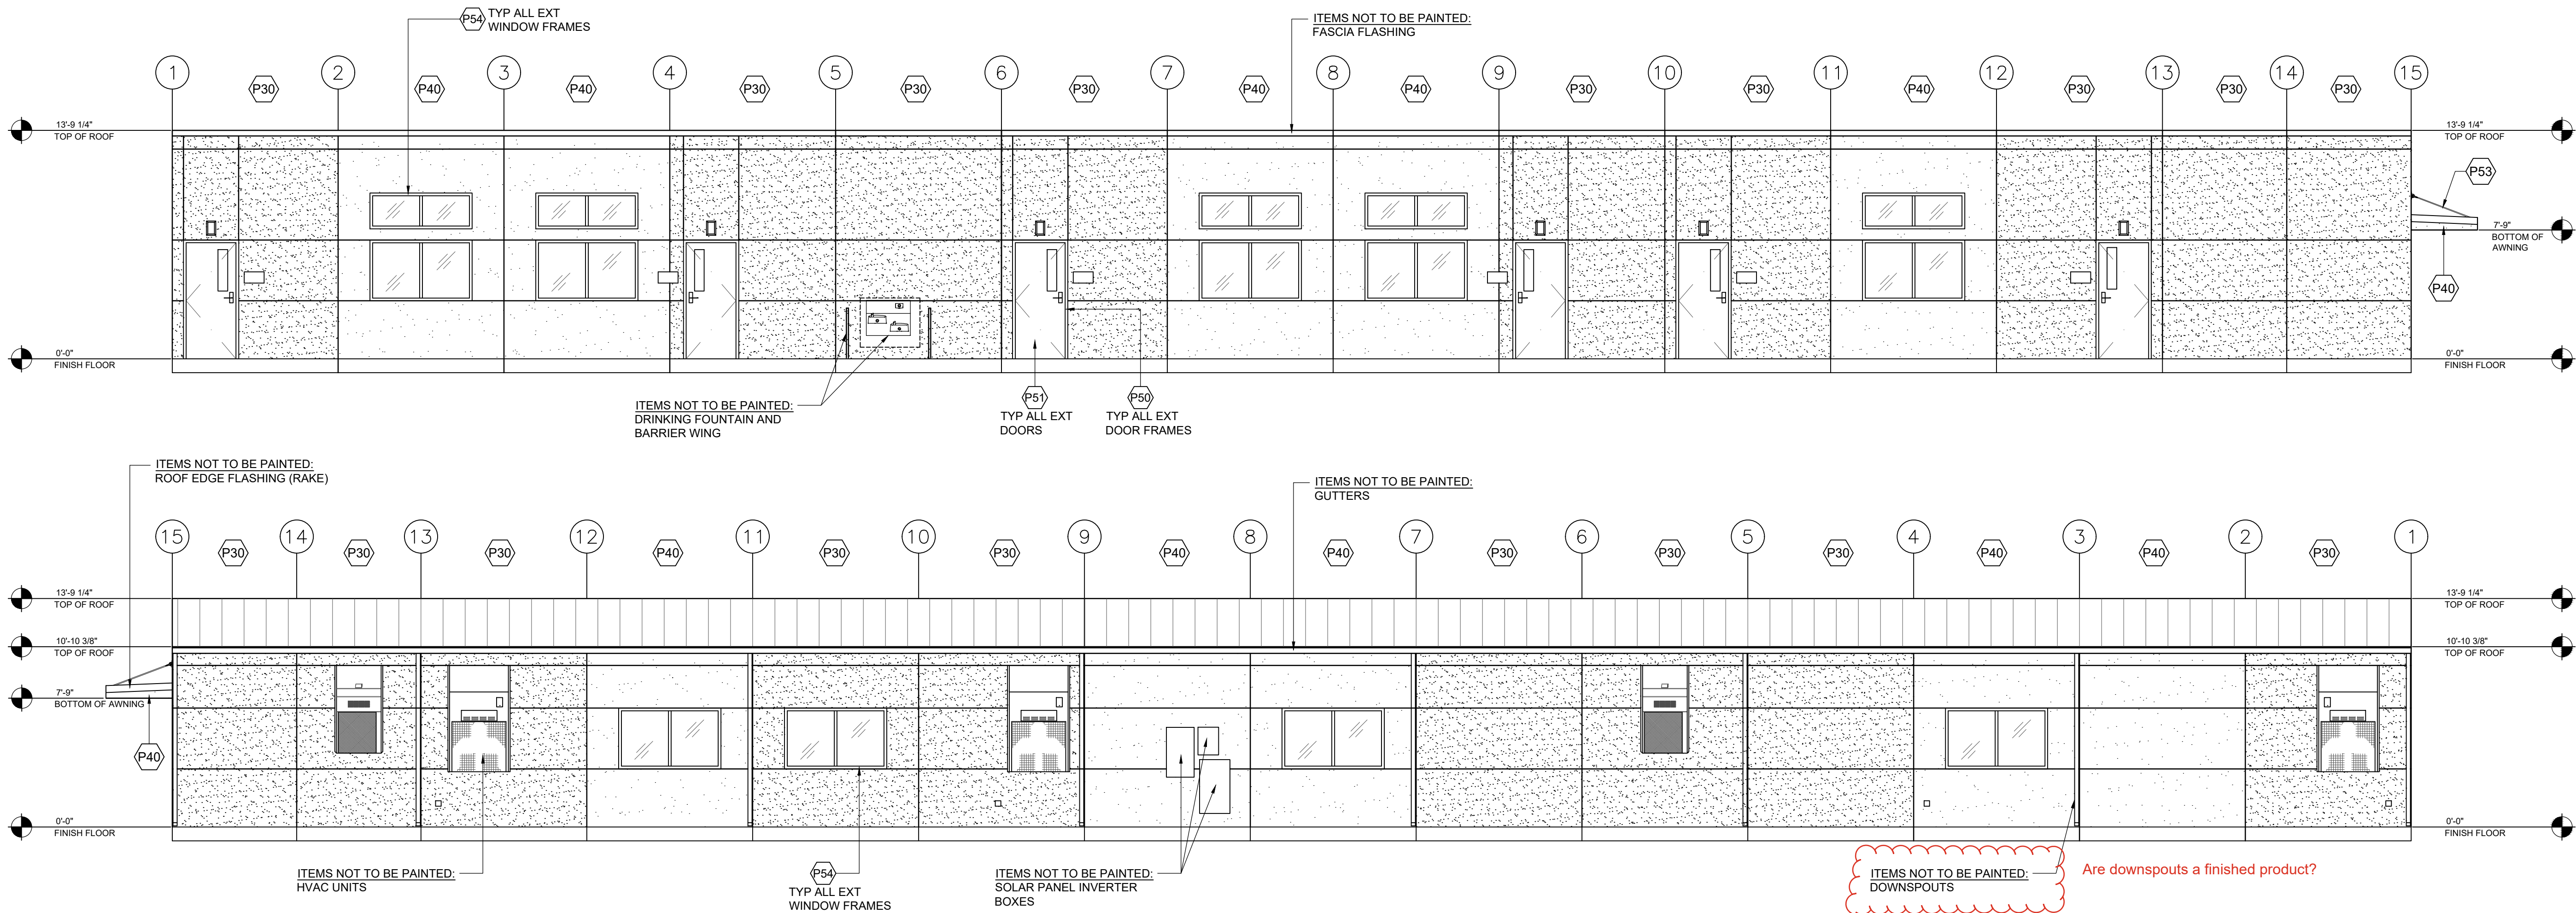 P54 TYP ALL EXT
WINDOW FRAMES
ITEMS NOT TO BE PAINTED:
FASCIA FLASHING
1 P30 2 P40 3 P40 4 P30 5 P30 6 P30 7 P40 8 P40 9 P30 10 P30 11 P40 12 P30 13 P30 14 P30 15
13'-9 1/4"
TOP OF ROOF
13'-9 1/4"
TOP OF ROOF
P53
7'-9"
BOTTOM OF
AWNING
P40
0'-0"
FINISH FLOOR
0'-0"
FINISH FLOOR
ITEMS NOT TO BE PAINTED:
DRINKING FOUNTAIN AND
BARRIER WING
P51
TYP ALL EXT
DOORS
P50
TYP ALL EXT
DOOR FRAMES
ITEMS NOT TO BE PAINTED:
ROOF EDGE FLASHING (RAKE)
ITEMS NOT TO BE PAINTED:
GUTTERS
15 P30 14 P30 13 P30 12 P40 11 P30 10 P30 9 P40 8 P40 7 P30 6 P30 5 P30 4 P40 3 P40 2 P30 1
13'-9 1/4"
TOP OF ROOF
13'-9 1/4"
TOP OF ROOF
10'-10 3/8"
TOP OF ROOF
10'-10 3/8"
TOP OF ROOF
7'-9"
BOTTOM OF AWNING
P40
0'-0"
FINISH FLOOR
0'-0"
FINISH FLOOR
ITEMS NOT TO BE PAINTED:
HVAC UNITS
P54
TYP ALL EXT
WINDOW FRAMES
ITEMS NOT TO BE PAINTED:
SOLAR PANEL INVERTER
BOXES
ITEMS NOT TO BE PAINTED:
DOWNSPOUTS
Are downspouts a finished product?